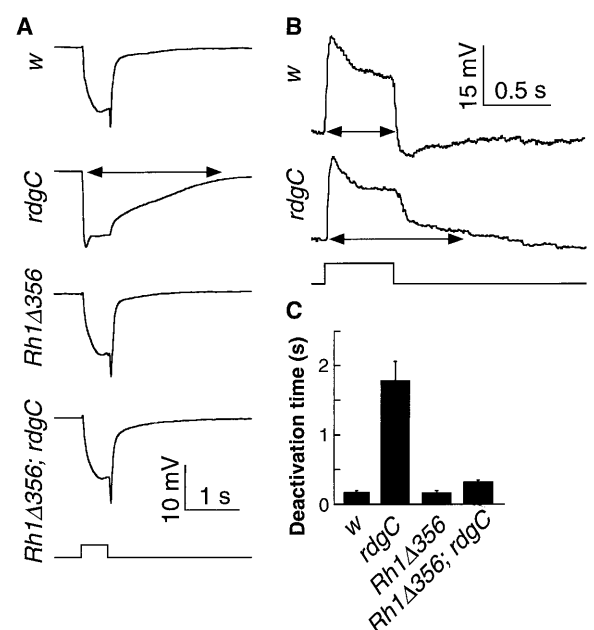 A
w
rdgC
Rh1Δ356
Rh1Δ356; rdgC
10 mV
1 s
B
w
rdgC
15 mV
0.5 s
C
Deactivation time (s)
2
1
0
w
rdgC
Rh1Δ356
Rh1Δ356; rdgC